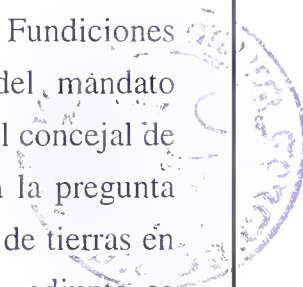 Fundiciones
del mandato
l concejal de
a la pregunta
de tierras en